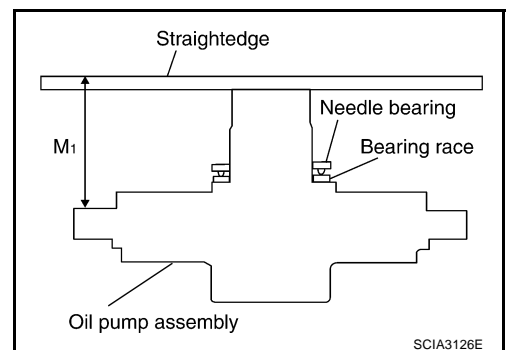 Straightedge
Needle bearing
M1
Bearing race
Oil pump assembly
SCIA3126E